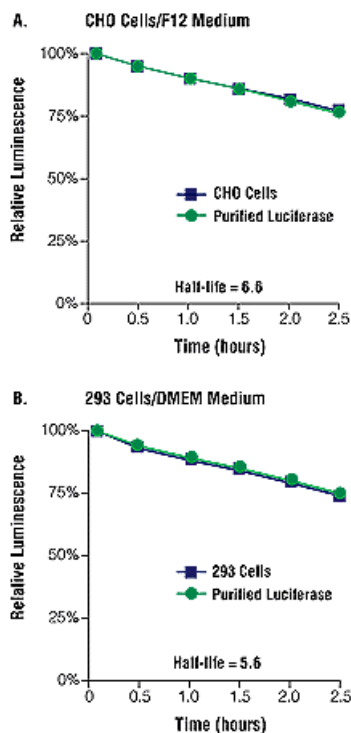 A. CHO Cells/F12 Medium
Relative Luminescence
100%
75%
50%
25%
0%
CHO Cells
Purified Luciferase
Half-life = 6.6
0 0.5 1.0 1.5 2.0 2.5
Time (hours)
B. 293 Cells/DMEM Medium
Relative Luminescence
100%
75%
50%
25%
0%
293 Cells
Purified Luciferase
Half-life = 5.6
0 0.5 1.0 1.5 2.0 2.5
Time (hours)